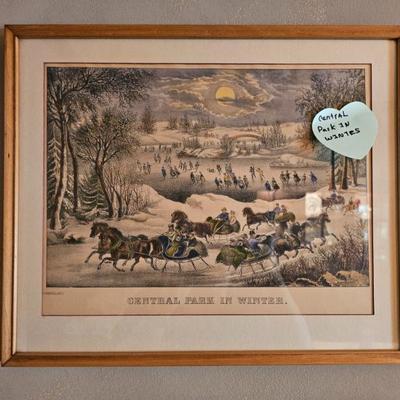 Central
Park IN
WINTER
CENTRAL PARK IN WINTER.